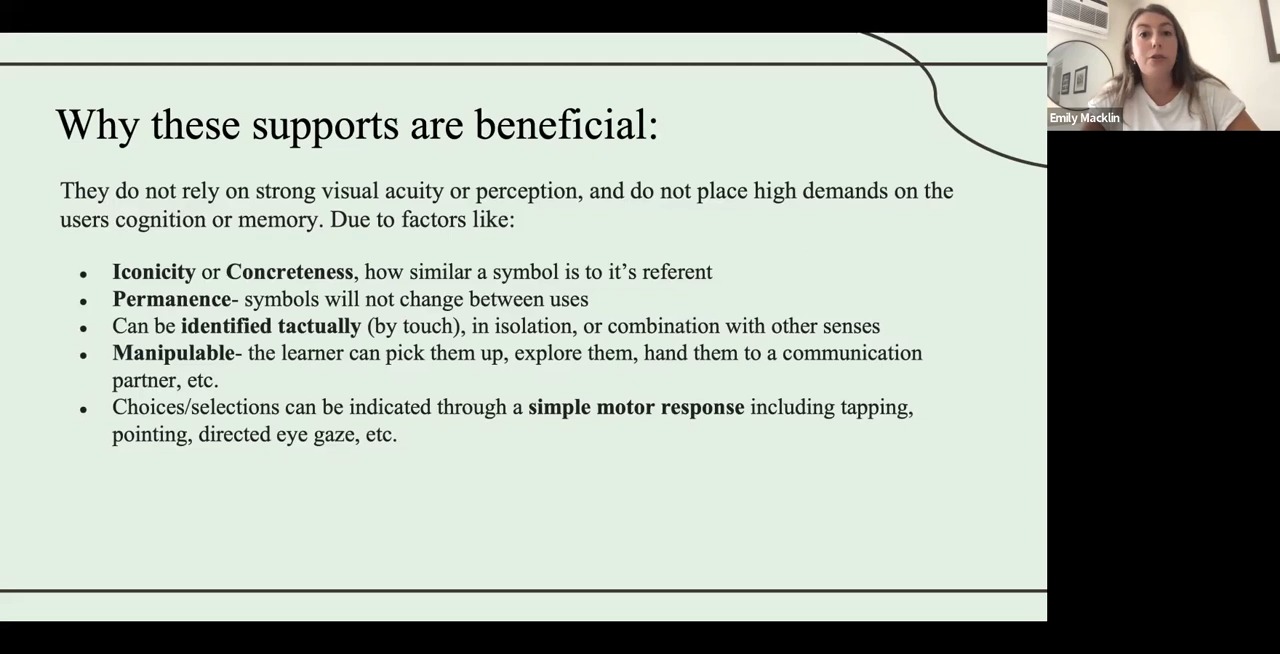 Why these supports are beneficial:
They do not rely on strong visual acuity or perception, and do not place high demands on the
users cognition or memory. Due to factors like:
• Iconicity or Concreteness, how similar a symbol is to it's referent
• Permanence- symbols will not change between uses
• Can be identified tactually (by touch), in isolation, or combination with other senses
• Manipulable- the learner can pick them up, explore them, hand them to a communication
partner, etc.
• Choices/selections can be indicated through a simple motor response including tapping,
pointing, directed eye gaze, etc.
Emily Macklin